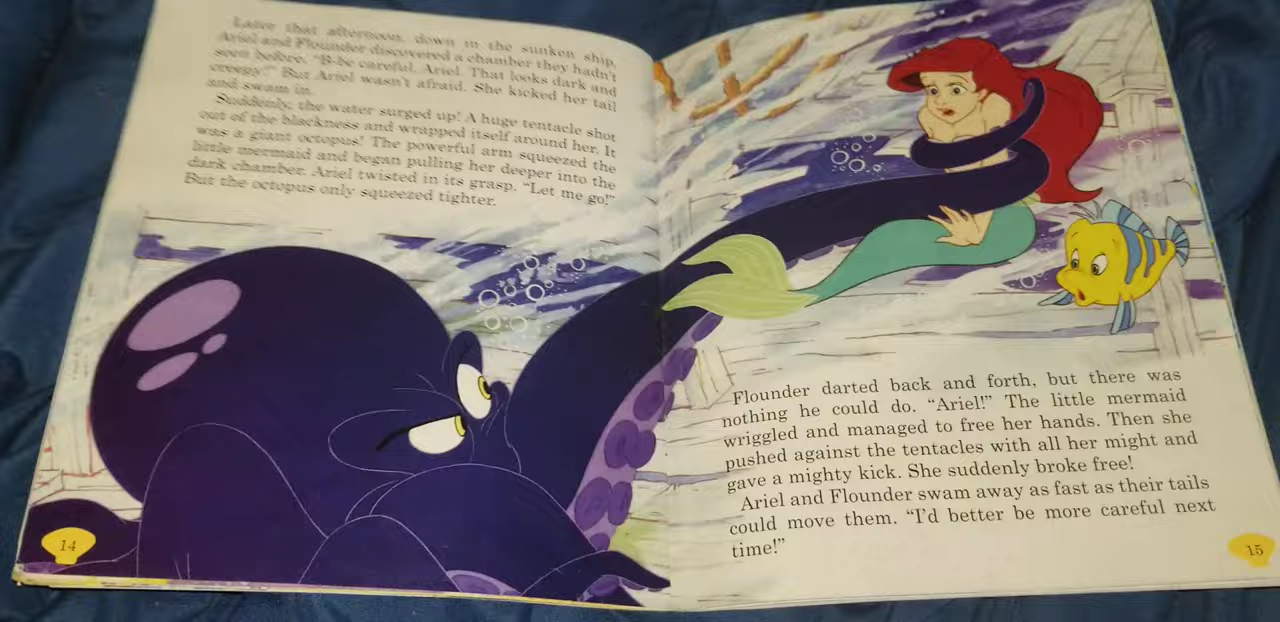 Later that afternoon, down in the sunken ship,
Ariel and Flounder discovered a chamber they hadn't
seen before. "B-be careful, Ariel. That looks dark and
creepy!" But Ariel wasn't afraid. She kicked her tail
and swam in.
Suddenly, the water surged up! A huge tentacle shot
out of the blackness and wrapped itself around her. It
was a giant octopus! The powerful arm squeezed the
little mermaid and began pulling her deeper into the
dark chamber. Ariel twisted in its grasp. "Let me go!"
But the octopus only squeezed tighter.
14
Flounder darted back and forth, but there was
nothing he could do. "Ariel!" The little mermaid
wriggled and managed to free her hands. Then she
pushed against the tentacles with all her might and
gave a mighty kick. She suddenly broke free!
Ariel and Flounder swam away as fast as their tails
could move them. "I'd better be more careful next
time!"
15